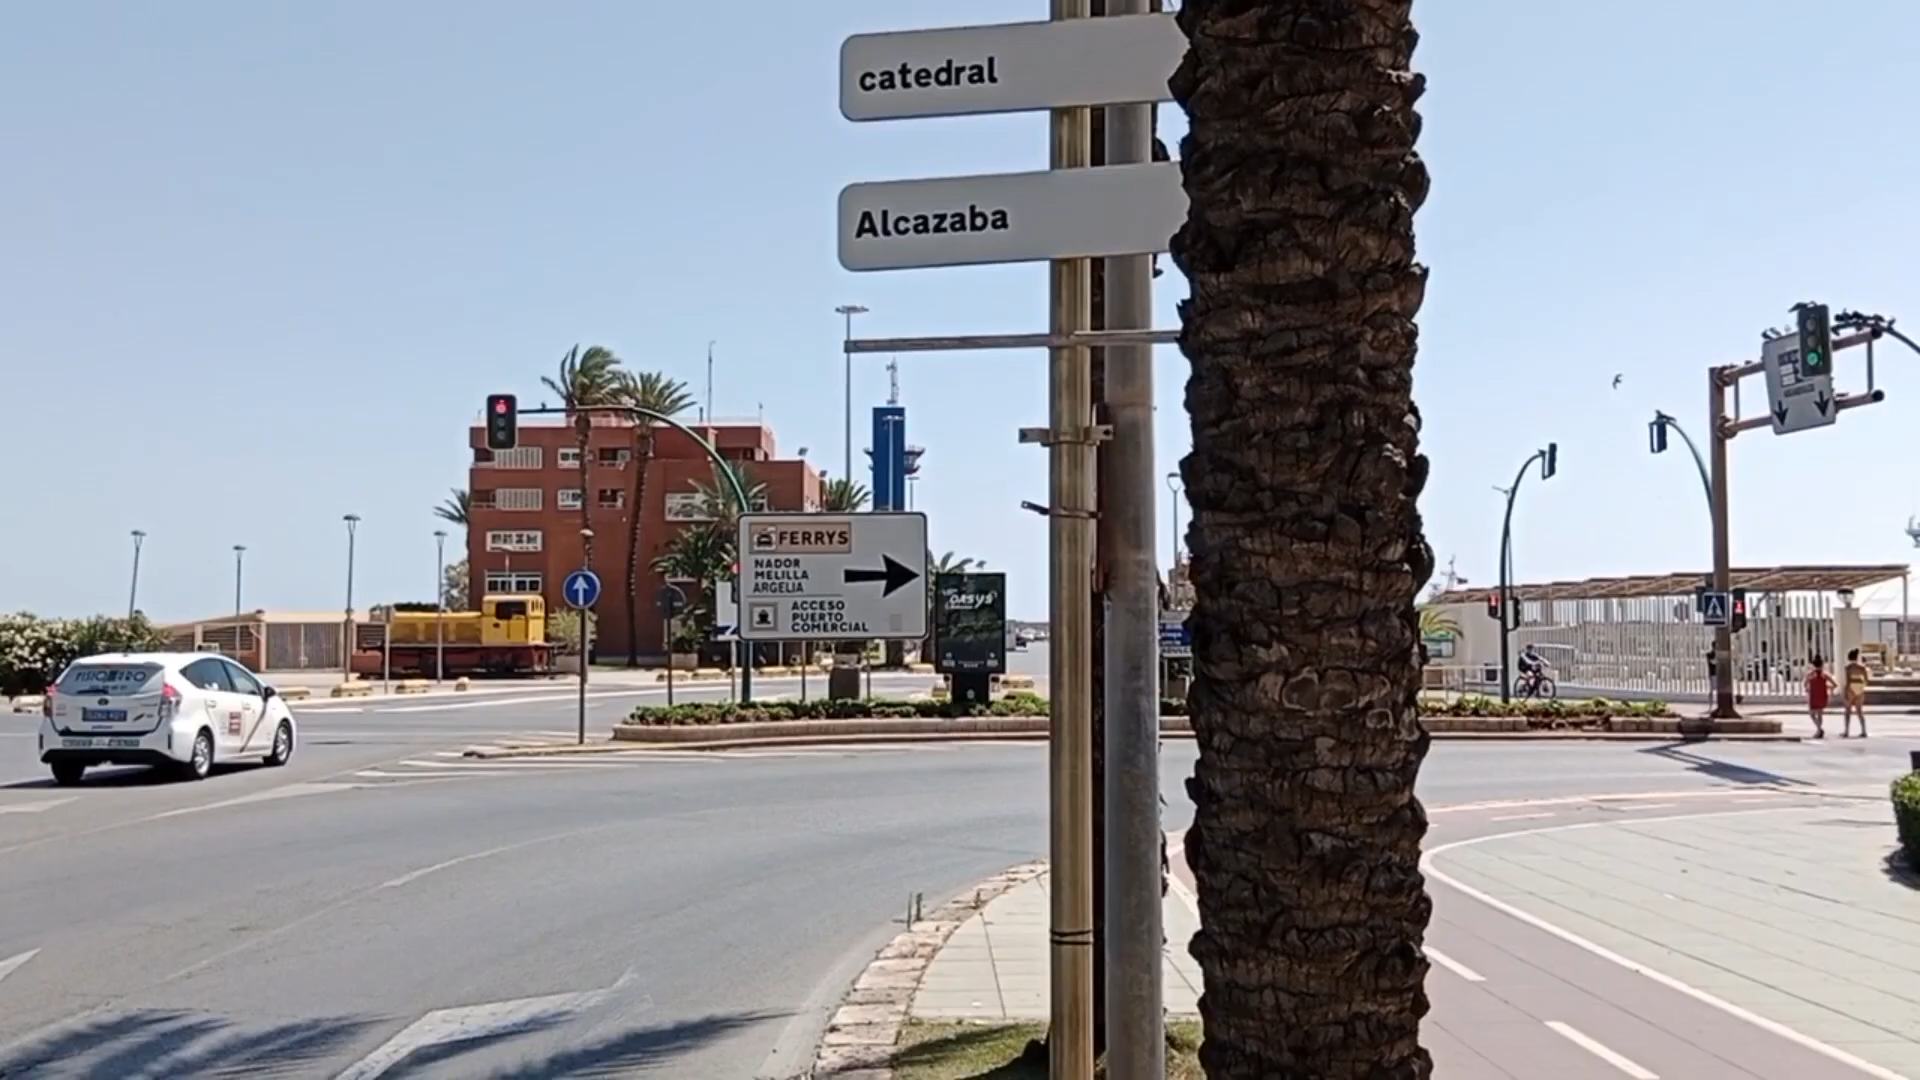 catedral
Alcazaba
FERRYS
NADOR
MELILLA
ARGELIA
ACCESO
PUERTO
COMERCIAL
OASYS